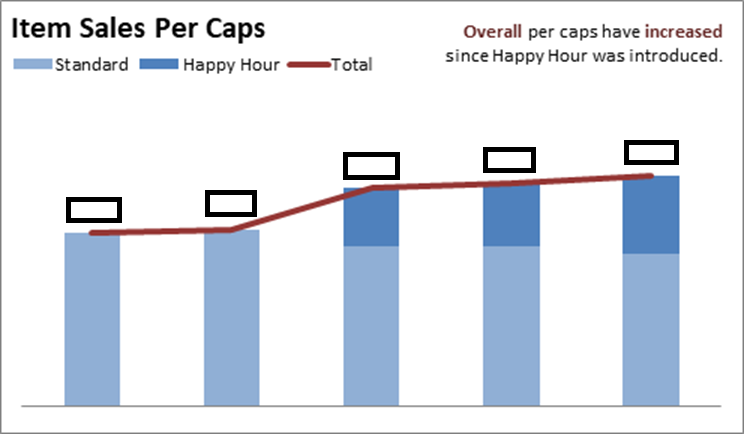 Item Sales Per Caps
Overall per caps have increased
since Happy Hour was introduced.
Standard Happy Hour Total